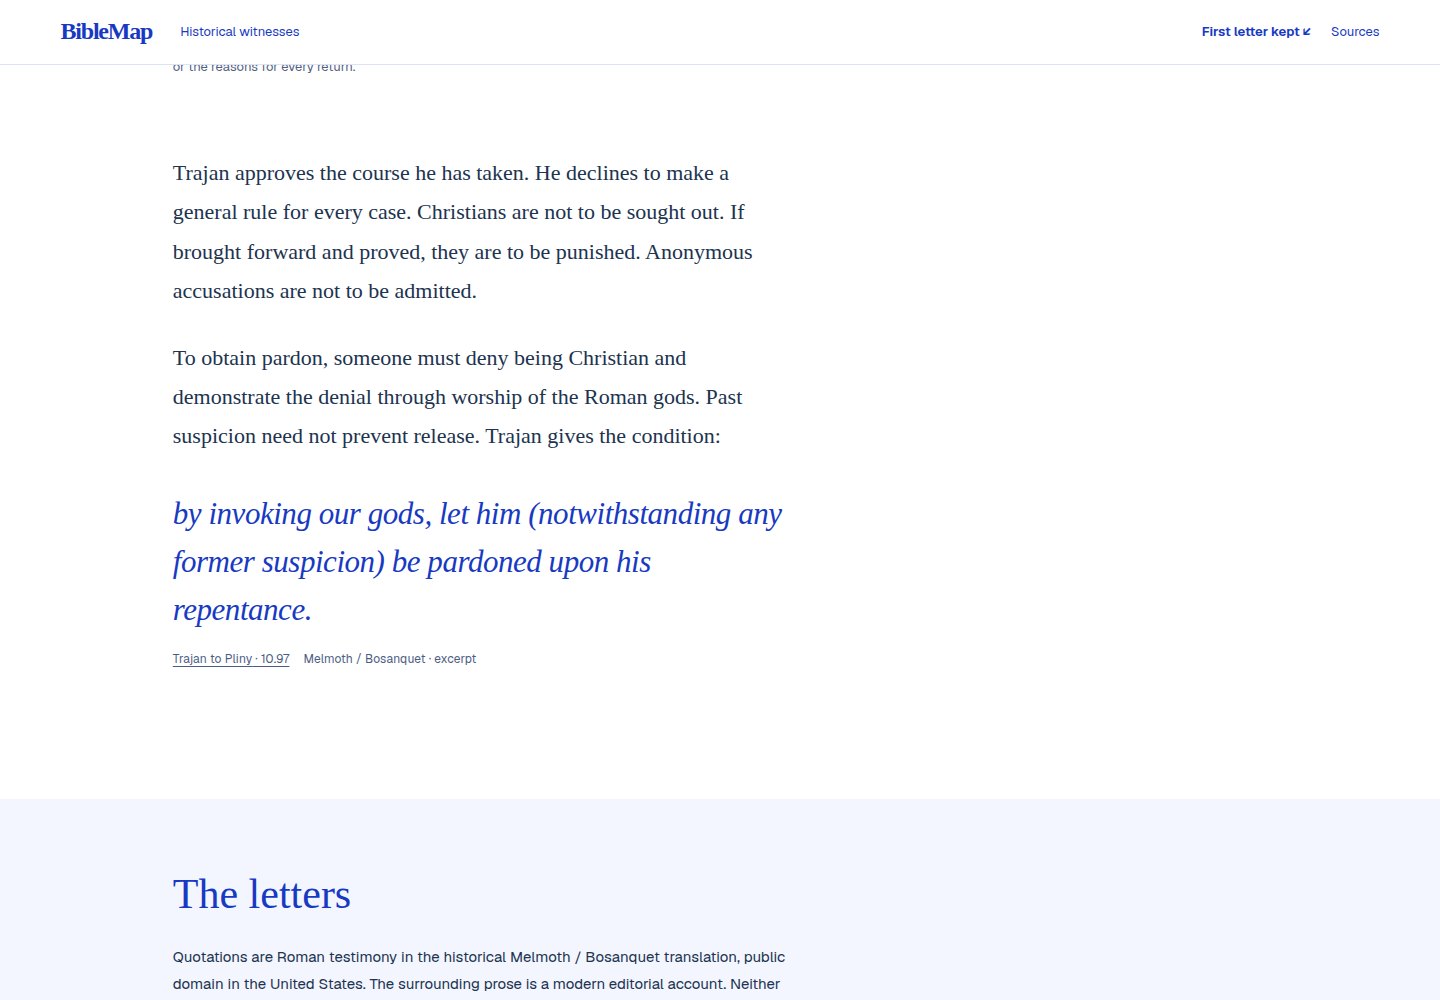 BibleMap Historical witnesses First letter kept ↙ Sources
or the reasons for every return.
Trajan approves the course he has taken. He declines to make a
general rule for every case. Christians are not to be sought out. If
brought forward and proved, they are to be punished. Anonymous
accusations are not to be admitted.
To obtain pardon, someone must deny being Christian and
demonstrate the denial through worship of the Roman gods. Past
suspicion need not prevent release. Trajan gives the condition:
by invoking our gods, let him (notwithstanding any
former suspicion) be pardoned upon his
repentance.
Trajan to Pliny · 10.97 Melmoth / Bosanquet · excerpt
The letters
Quotations are Roman testimony in the historical Melmoth / Bosanquet translation, public
domain in the United States. The surrounding prose is a modern editorial account. Neither